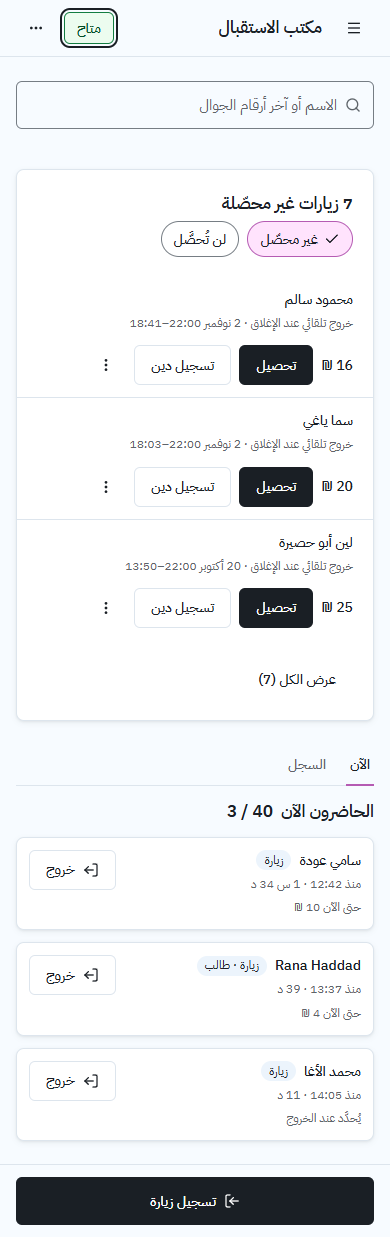 مكتب الاستقبال
متاح
الاسم أو آخر أرقام الجوال
7 زيارات غير محصّلة
غير محصّل
لن تُحصَّل
محمود سالم
خروج تلقائي عند الإغلاق · 2 نوفمبر 22:00–18:41
16 ₪
تحصيل
تسجيل دين
سما ياغي
خروج تلقائي عند الإغلاق · 2 نوفمبر 22:00–18:03
20 ₪
تحصيل
تسجيل دين
لين أبو حصيرة
خروج تلقائي عند الإغلاق · 20 أكتوبر 22:00–13:50
25 ₪
تحصيل
تسجيل دين
عرض الكل (7)
الآن
السجل
الحاضرون الآن 40 / 3
سامي عودة
زيارة
خروج
منذ 12:42 · 1 س 34 د
حتى الآن 10 ₪
Rana Haddad
زيارة · طالب
خروج
منذ 13:37 · 39 د
حتى الآن 4 ₪
محمد الأغا
زيارة
خروج
منذ 14:05 · 11 د
يُحدَّد عند الخروج
تسجيل زيارة